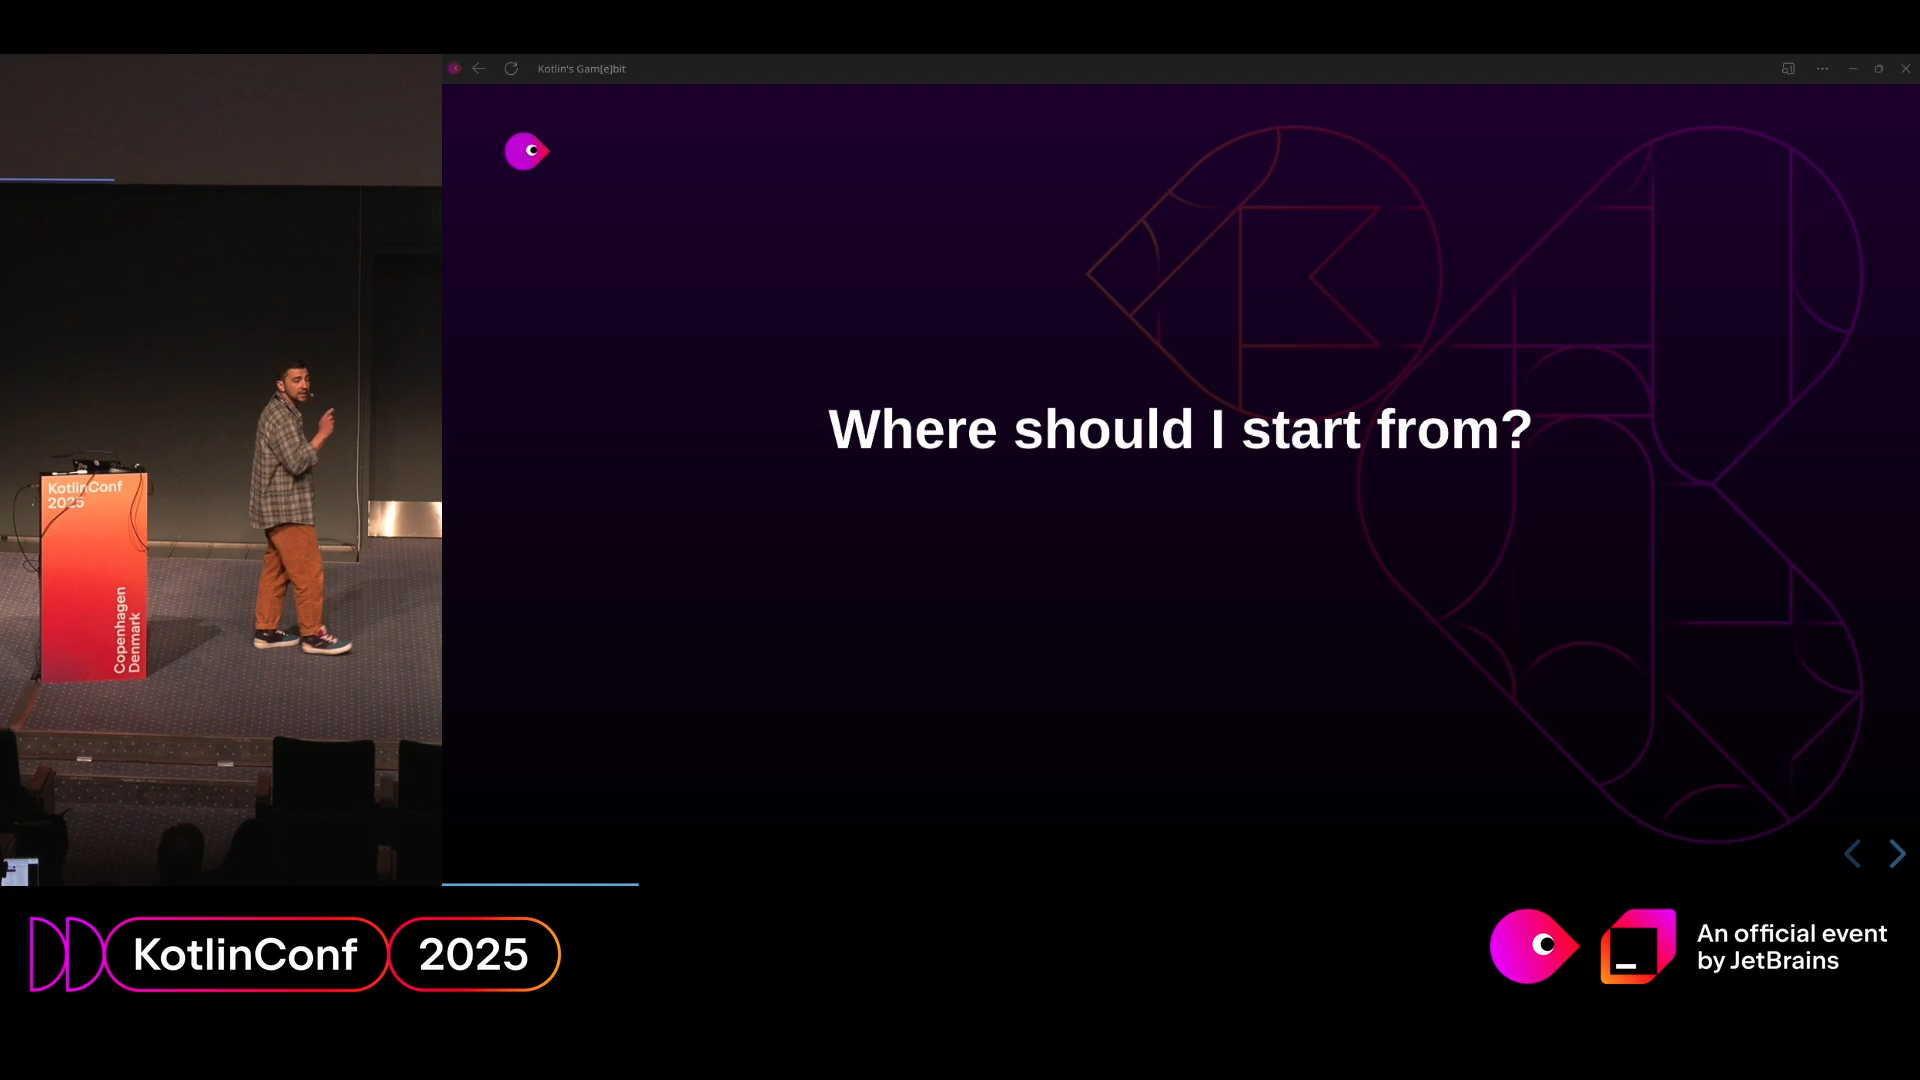 Kotlin's Gam[e]bit
Where should I start from?
KotlinConf
2025
Copenhagen
Denmark
KotlinConf
2025
An official event
by JetBrains